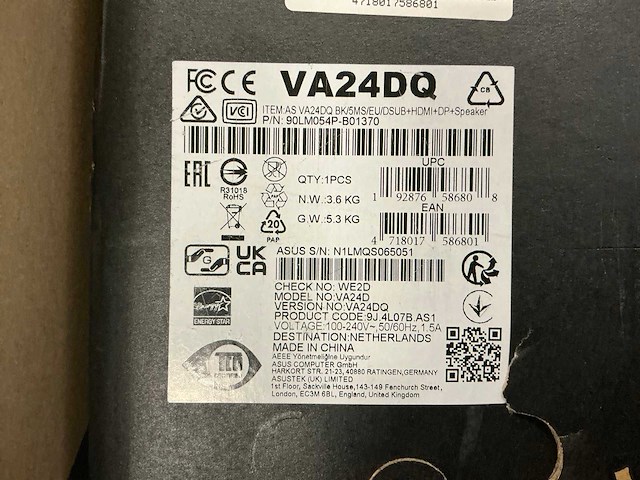 4718017586801
FC CE VA24DQ CB
VCCI ITEM:AS VA24DQ BK/5MS/EU/DSUB+HDMI+DP+Speaker
P/N: 90LM054P-B01370
UPC
EAC
R31018
RoHS
QTY:1PCS
N.W.:3.6 KG
G.W.:5.3 KG
1 92876 58680 8
EAN
4 718017 586801
20
PAP
G
UK
CA
ASUS S/N: N1LMQS065051
CHECK NO: WE2D
MODEL NO:VA24D
VERSION NO:VA24DQ
PRODUCT CODE:9J.4L07B.AS1
VOLTAGE:100-240V~,50/60Hz,1.5A
DESTINATION:NETHERLANDS
MADE IN CHINA
ENERGY STAR
AEEE Yönetmeliğine Uygundur
ASUS COMPUTER GmbH
HARKORT STR. 21-23, 40880 RATINGEN,GERMANY
ASUSTEK (UK) LIMITED
1st Floor, Sackville House,143-149 Fenchurch Street,
London, EC3M 6BL, England, United Kingdom